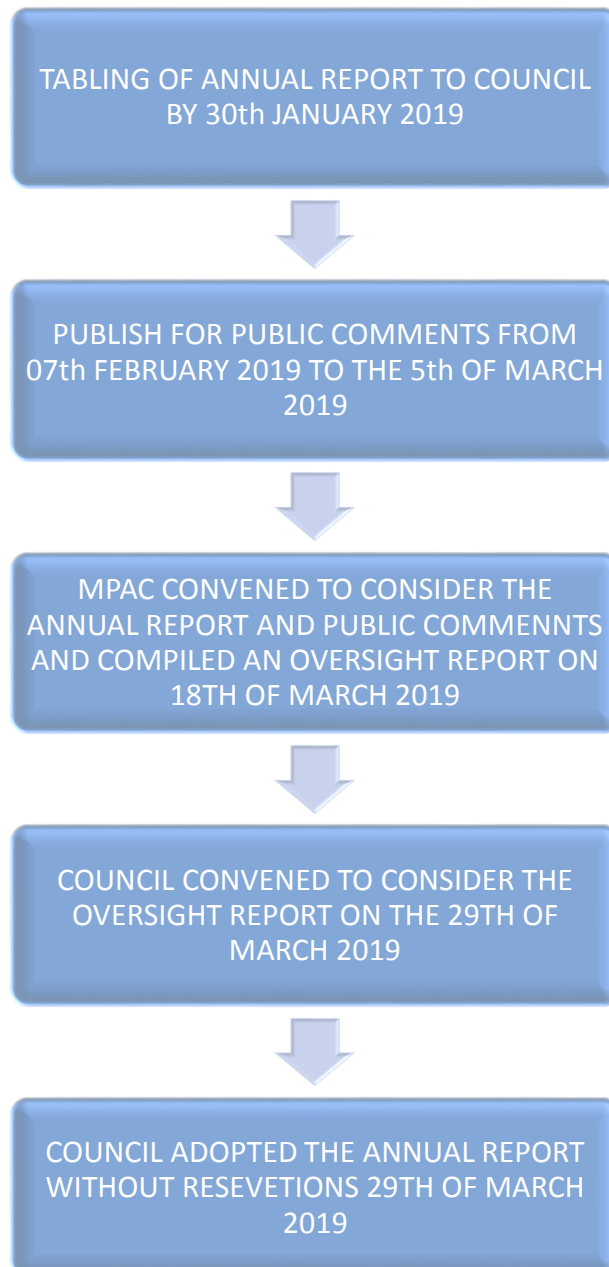 TABLING OF ANNUAL REPORT TO COUNCIL
BY 30th JANUARY 2019
PUBLISH FOR PUBLIC COMMENTS FROM
07th FEBRUARY 2019 TO THE 5th OF MARCH
2019
MPAC CONVENED TO CONSIDER THE
ANNUAL REPORT AND PUBLIC COMMENNTS
AND COMPILED AN OVERSIGHT REPORT ON
18TH OF MARCH 2019
COUNCIL CONVENED TO CONSIDER THE
OVERSIGHT REPORT ON THE 29TH OF
MARCH 2019
COUNCIL ADOPTED THE ANNUAL REPORT
WITHOUT RESEVETIONS 29TH OF MARCH
2019